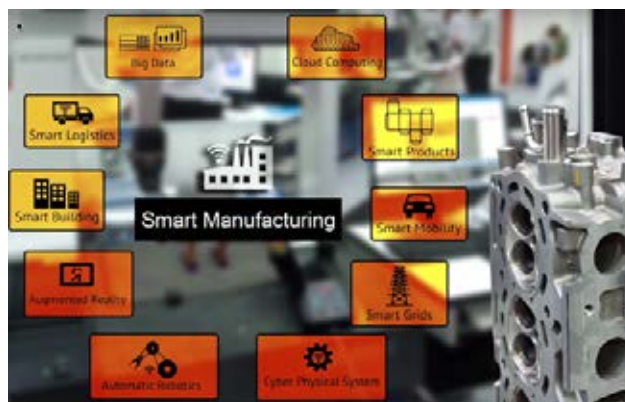 Big Data
Cloud Computing
Smart Logistics
Smart Products
Smart Building
Smart Manufacturing
Smart Mobility
Augmented Reality
Smart Grids
Automatic Robotics
Cyber Physical System